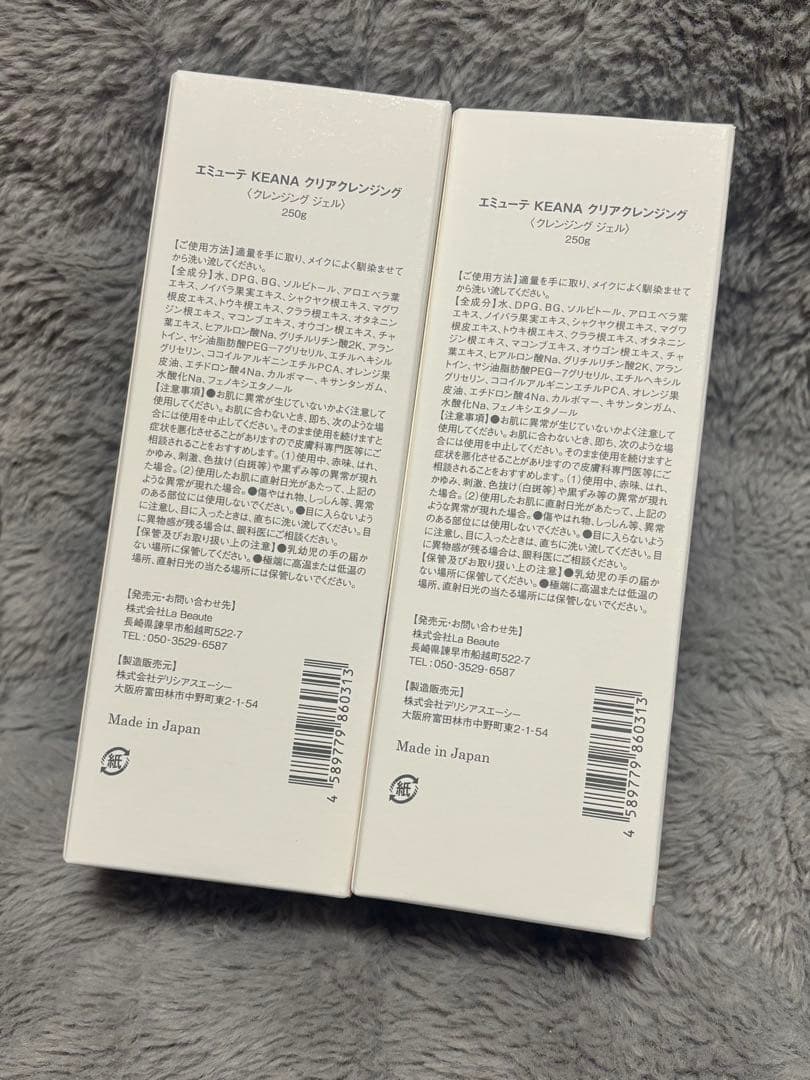 エミューテ KEANA クリアクレンジング
〈クレンジング ジェル〉
250g
【ご使用方法】適量を手に取り、メイクによく馴染ませて
から洗い流してください。
【全成分】水、DPG、BG、ソルビトール、アロエベラ葉
エキス、ノイバラ果実エキス、シャクヤク根エキス、マグワ
根皮エキス、トウキ根エキス、クララ根エキス、オタネニン
ジン根エキス、マコンブエキス、オウゴン根エキス、チャ
葉エキス、ヒアルロン酸Na、グリチルリチン酸2K、アラン
トイン、ヤシ油脂肪酸PEG-7グリセリル、エチルヘキシル
グリセリン、ココイルアルギニンエチルPCA、オレンジ果
皮油、エチドロン酸4Na、カルボマー、キサンタンガム、
水酸化Na、フェノキシエタノール
【注意事項】●お肌に異常が生じていないかよく注意して
使用してください。お肌に合わないとき、即ち、次のような場
合には使用を中止してください。そのまま使用を続けますと
症状を悪化させることがありますので皮膚科専門医等にご
相談されることをおすすめします。(1)使用中、赤味、はれ、
かゆみ、刺激、色抜け(白斑等)や黒ずみ等の異常が現れ
た場合。(2)使用したお肌に直射日光があたって、上記の
ような異常が現れた場合。●傷やはれ物、しっしん等、異常
のある部位には使用しないでください。●目に入らないよう
に注意し、目に入ったときは、直ちに洗い流してください。目
に異物感が残る場合は、眼科医にご相談ください。
【保管及びお取り扱い上の注意】●乳幼児の手の届か
ない場所に保管してください。●極端に高温または低温の
場所、直射日光の当たる場所には保管しないでください。
【発売元・お問い合わせ先】
株式会社La Beaute
長崎県諫早市船越町522-7
TEL:050-3529-6587
【製造販売元】
株式会社デリシアスエーシー
大阪府富田林市中野町東2-1-54
Made in Japan
紙
4 589779 860313
エミューテ KEANA クリアクレンジング
〈クレンジング ジェル〉
250g
【ご使用方法】適量を手に取り、メイクによく馴染ませて
から洗い流してください。
【全成分】水、DPG、BG、ソルビトール、アロエベラ葉
エキス、ノイバラ果実エキス、シャクヤク根エキス、マグワ
根皮エキス、トウキ根エキス、クララ根エキス、オタネニン
ジン根エキス、マコンブエキス、オウゴン根エキス、チャ
葉エキス、ヒアルロン酸Na、グリチルリチン酸2K、アラン
トイン、ヤシ油脂肪酸PEG-7グリセリル、エチルヘキシル
グリセリン、ココイルアルギニンエチルPCA、オレンジ果
皮油、エチドロン酸4Na、カルボマー、キサンタンガム、
水酸化Na、フェノキシエタノール
【注意事項】●お肌に異常が生じていないかよく注意して
使用してください。お肌に合わないとき、即ち、次のような場
合には使用を中止してください。そのまま使用を続けますと
症状を悪化させることがありますので皮膚科専門医等にご
相談されることをおすすめします。(1)使用中、赤味、はれ、
かゆみ、刺激、色抜け(白斑等)や黒ずみ等の異常が現れ
た場合。(2)使用したお肌に直射日光があたって、上記の
ような異常が現れた場合。●傷やはれ物、しっしん等、異常
のある部位には使用しないでください。●目に入らないよう
に注意し、目に入ったときは、直ちに洗い流してください。目
に異物感が残る場合は、眼科医にご相談ください。
【保管及びお取り扱い上の注意】●乳幼児の手の届か
ない場所に保管してください。●極端に高温または低温の
場所、直射日光の当たる場所には保管しないでください。
【発売元・お問い合わせ先】
株式会社La Beaute
長崎県諫早市船越町522-7
TEL:050-3529-6587
【製造販売元】
株式会社デリシアスエーシー
大阪府富田林市中野町東2-1-54
Made in Japan
紙
4 589779 860313